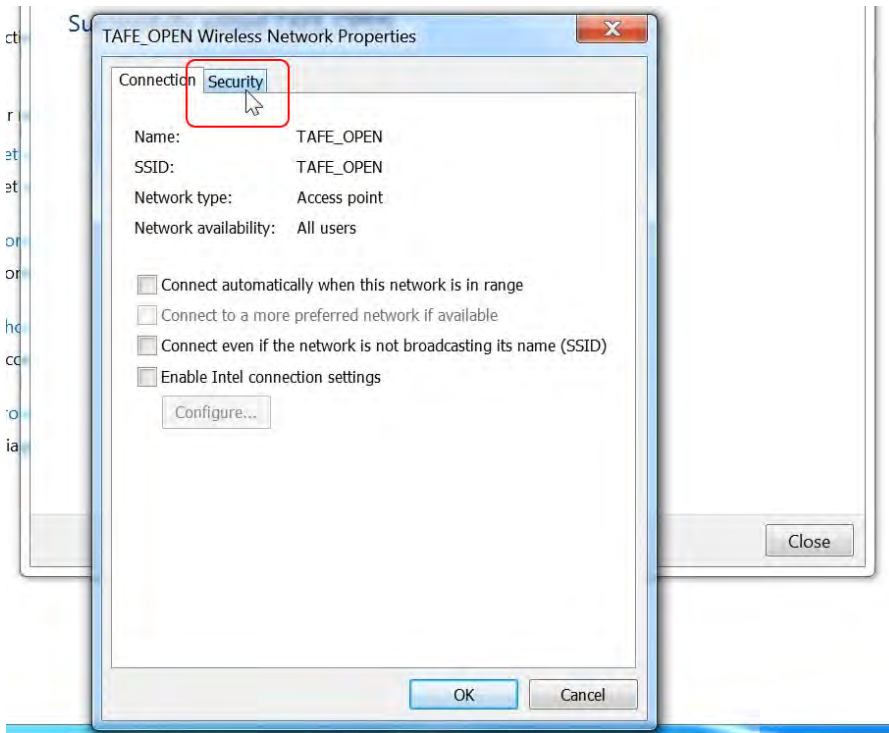 Su
TAFE_OPEN Wireless Network Properties
Connection Security
Name: TAFE_OPEN
SSID: TAFE_OPEN
Network type: Access point
Network availability: All users
Connect automatically when this network is in range
Connect to a more preferred network if available
Connect even if the network is not broadcasting its name (SSID)
Enable Intel connection settings
Configure...
Close
OK Cancel